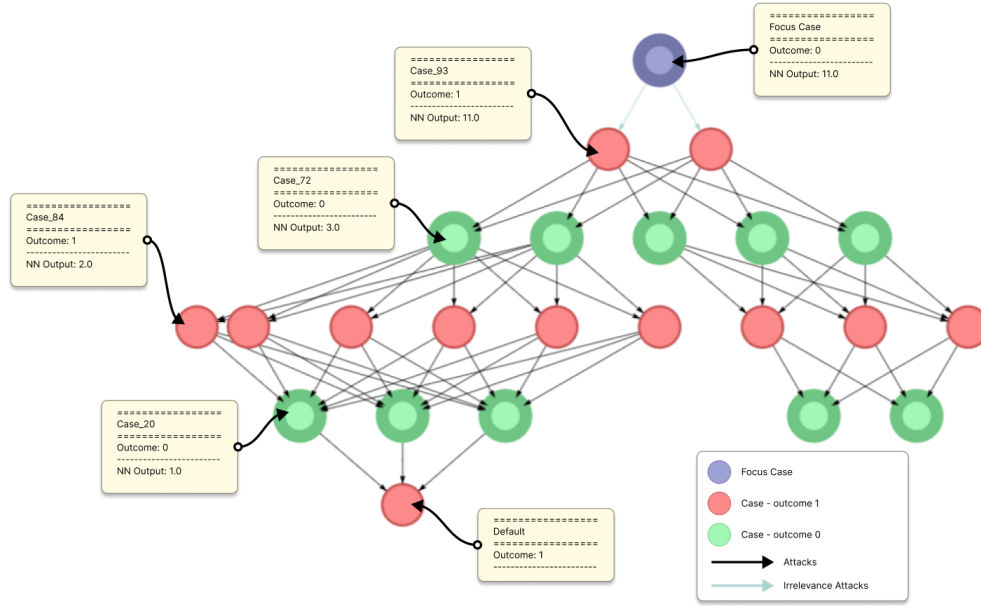 =================
Focus Case
=================
Outcome: 0
-------------------------
NN Output: 11.0
=================
Case_93
=================
Outcome: 1
-------------------------
NN Output: 11.0
=================
Case_72
=================
Outcome: 0
-------------------------
NN Output: 3.0
=================
Case_84
=================
Outcome: 1
-------------------------
NN Output: 2.0
=================
Case_20
=================
Outcome: 0
-------------------------
NN Output: 1.0
=================
Default
=================
Outcome: 1
-------------------------
Focus Case
Case - outcome 1
Case - outcome 0
Attacks
Irrelevance Attacks